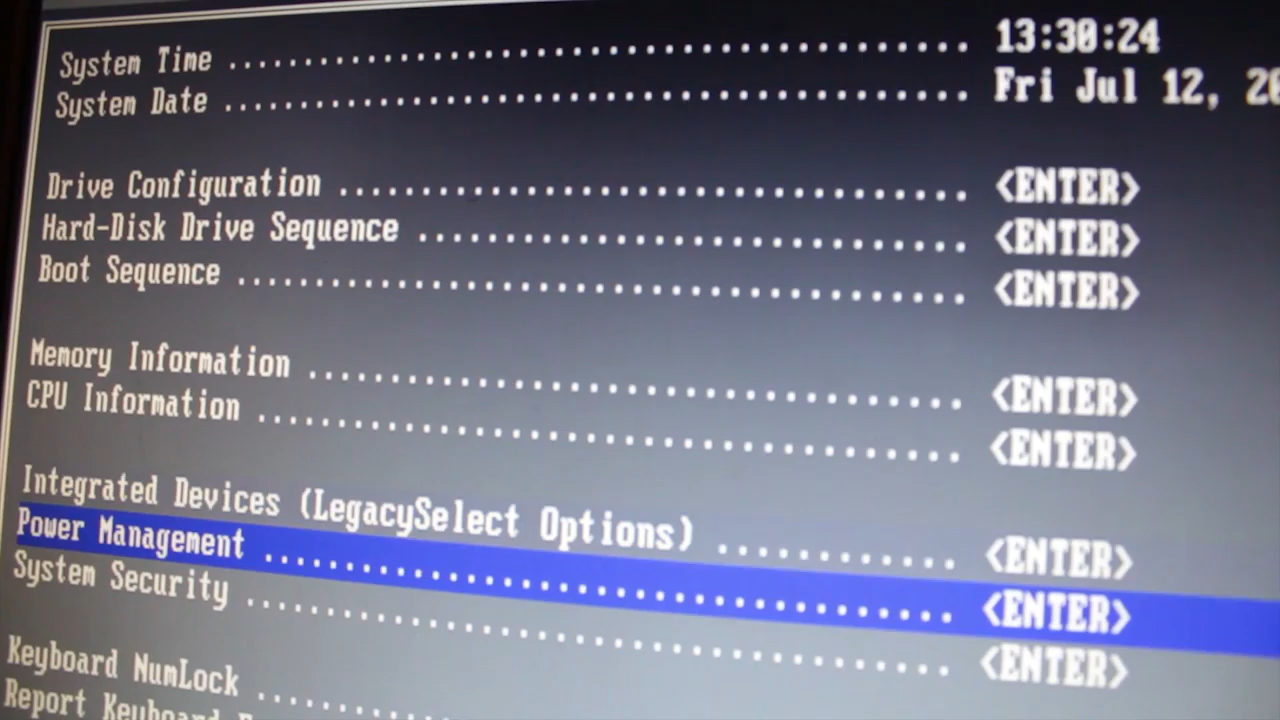 System Time ........................................ 13:30:24
System Date ........................................ Fri Jul 12,
Drive Configuration ........................................ <ENTER>
Hard-Disk Drive Sequence ........................................ <ENTER>
Boot Sequence ........................................ <ENTER>
Memory Information ........................................ <ENTER>
CPU Information ........................................ <ENTER>
Integrated Devices (LegacySelect Options) ............ <ENTER>
Power Management ........................................ <ENTER>
System Security ........................................ <ENTER>
Keyboard NumLock ............
Report Keyboard